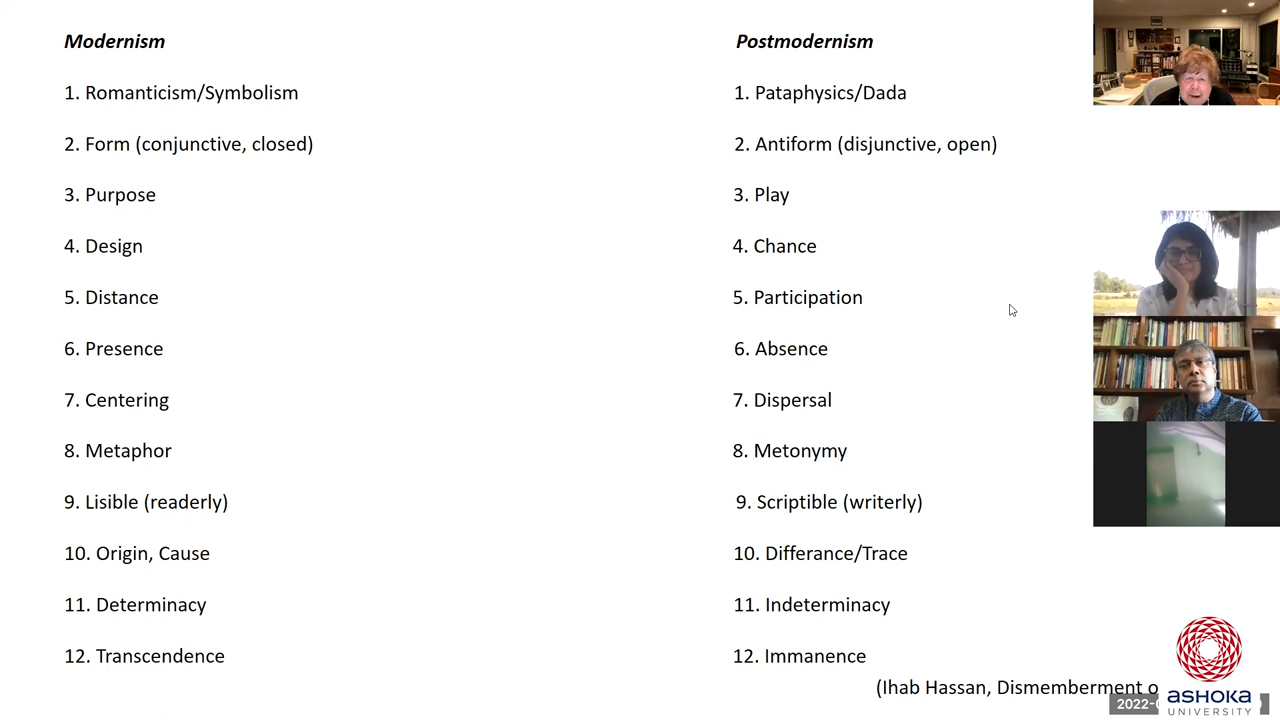 Modernism
Postmodernism
1. Romanticism/Symbolism
1. Pataphysics/Dada
2. Form (conjunctive, closed)
2. Antiform (disjunctive, open)
3. Purpose
3. Play
4. Design
4. Chance
5. Distance
5. Participation
6. Presence
6. Absence
7. Centering
7. Dispersal
8. Metaphor
8. Metonymy
9. Lisible (readerly)
9. Scriptible (writerly)
10. Origin, Cause
10. Differance/Trace
11. Determinacy
11. Indeterminacy
12. Transcendence
12. Immanence
(Ihab Hassan, Dismemberment o
2022-
ASHOKA
UNIVERSITY